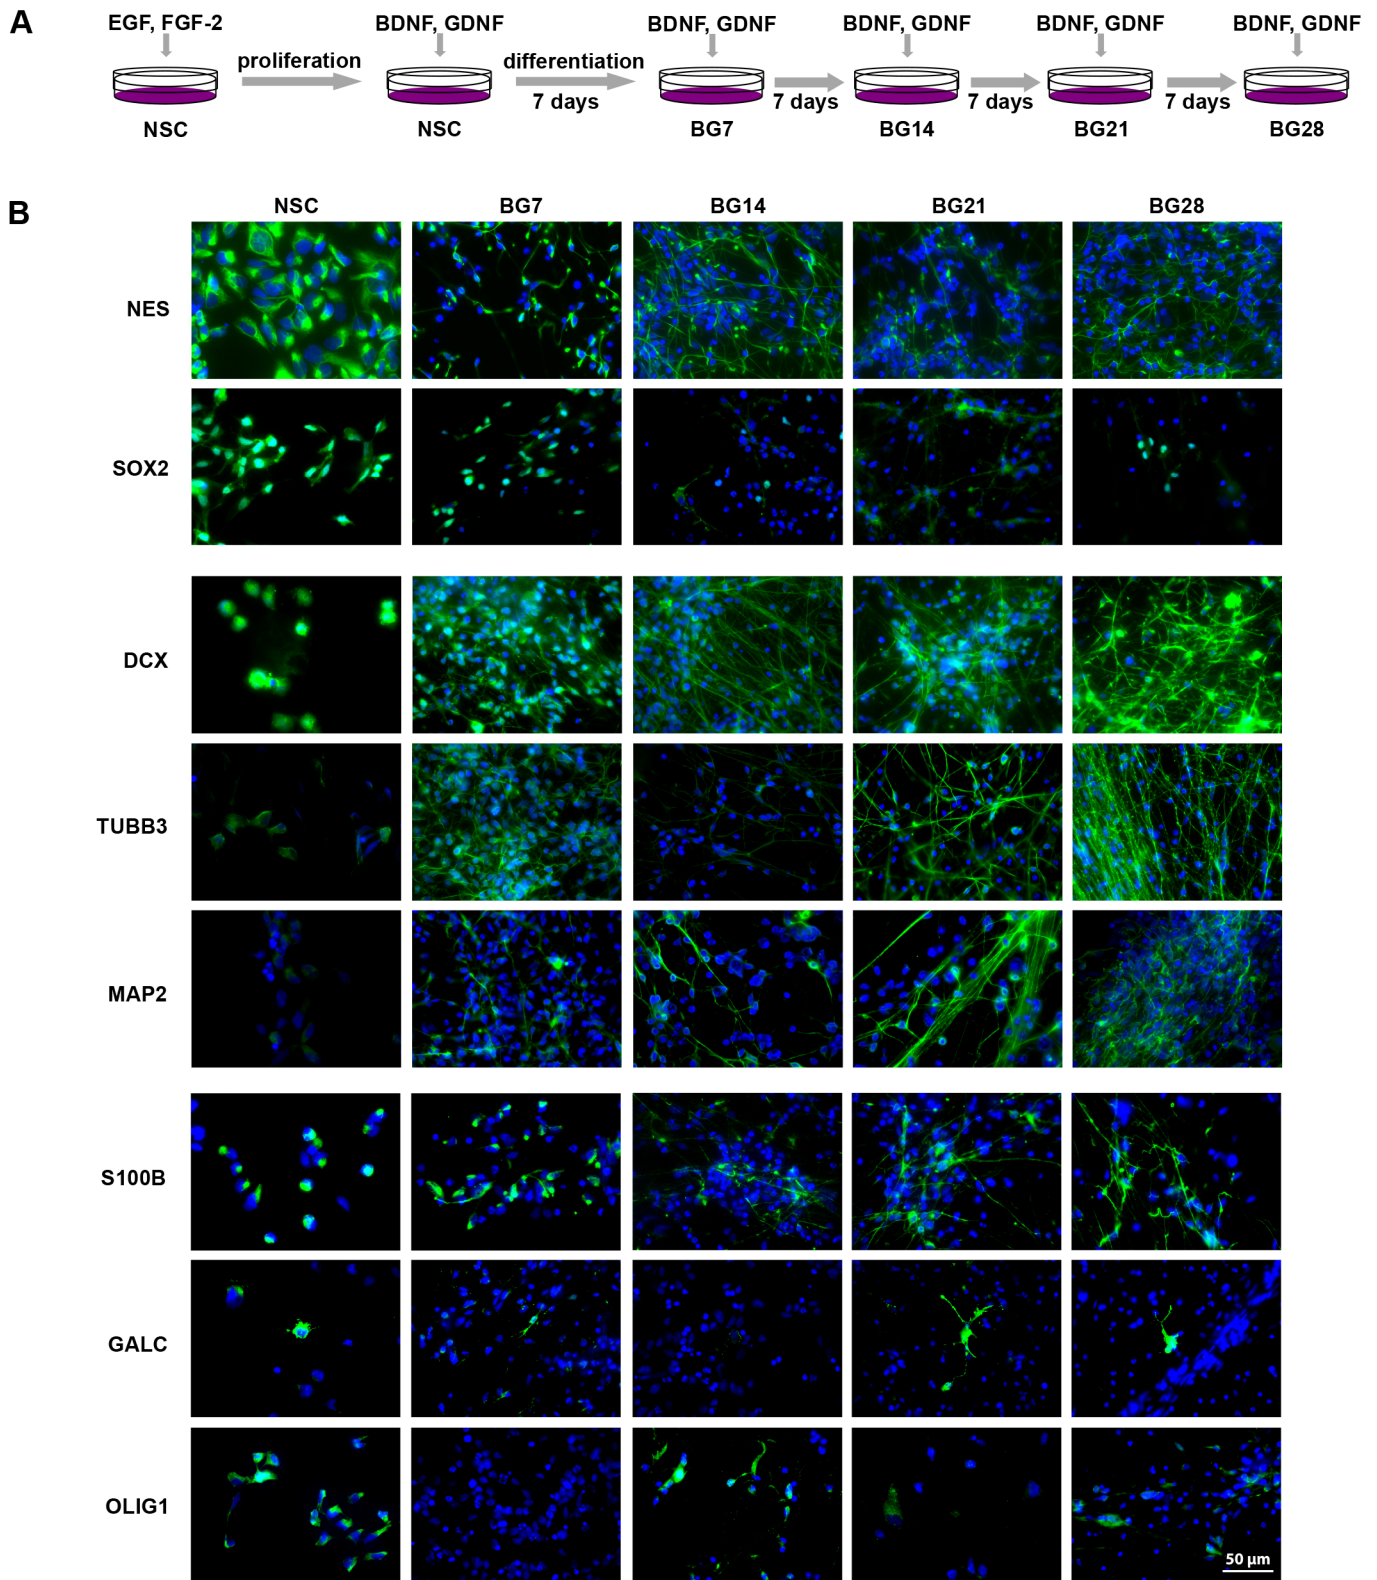 A
EGF, FGF-2 BDNF, GDNF BDNF, GDNF BDNF, GDNF BDNF, GDNF BDNF, GDNF
proliferation differentiation
7 days 7 days 7 days 7 days
NSC NSC BG7 BG14 BG21 BG28
B
NSC BG7 BG14 BG21 BG28
NES
SOX2
DCX
TUBB3
MAP2
S100B
GALC
OLIG1
50 µm